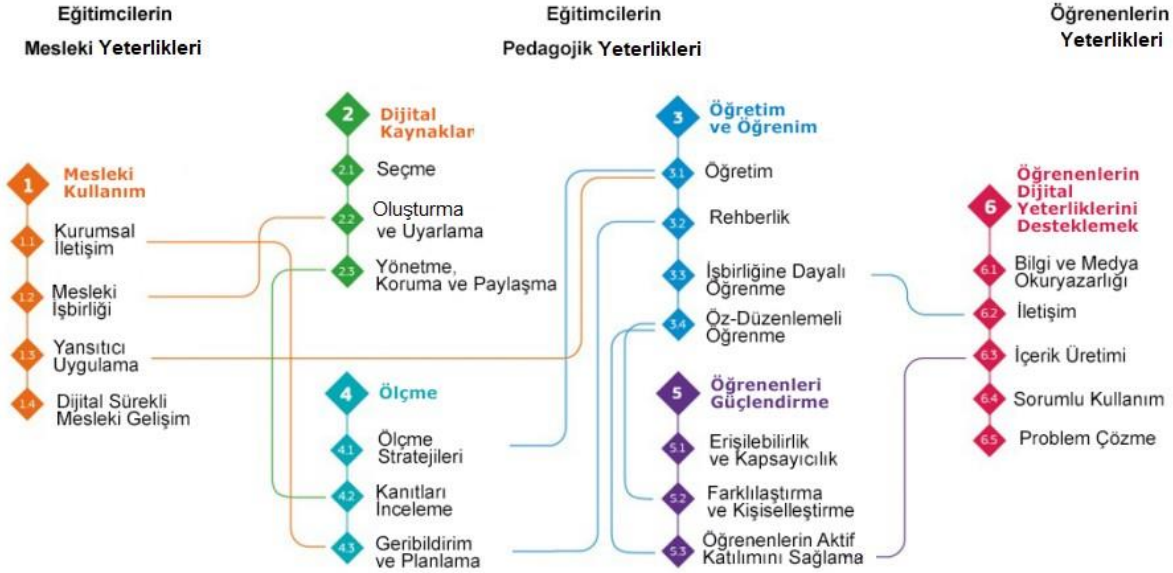 Eğitimcilerin
Mesleki Yeterlikleri
Eğitimcilerin
Pedagojik Yeterlikleri
Öğrenenlerin
Yeterlikleri
1
Mesleki
Kullanım
1.1
Kurumsal
İletişim
1.2
Mesleki
İşbirliği
1.3
Yansıtıcı
Uygulama
1.4
Dijital Sürekli
Mesleki Gelişim
2
Dijital
Kaynaklar
2.1
Seçme
2.2
Oluşturma
ve Uyarlama
2.3
Yönetme,
Koruma ve Paylaşma
4
Ölçme
4.1
Ölçme
Stratejileri
4.2
Kanıtları
İnceleme
4.3
Geribildirim
ve Planlama
3
Öğretim
ve Öğrenim
3.1
Öğretim
3.2
Rehberlik
3.3
İşbirliğine Dayalı
Öğrenme
3.4
Öz-Düzenlemeli
Öğrenme
5
Öğrenenleri
Güçlendirme
5.1
Erişilebilirlik
ve Kapsayıcılık
5.2
Farklılaştırma
ve Kişiselleştirme
5.3
Öğrenenlerin Aktif
Katılımını Sağlama
6
Öğrenenlerin
Dijital
Yeterliklerini
Desteklemek
6.1
Bilgi ve Medya
Okuryazarlığı
6.2
İletişim
6.3
İçerik Üretimi
6.4
Sorumlu Kullanım
6.5
Problem Çözme